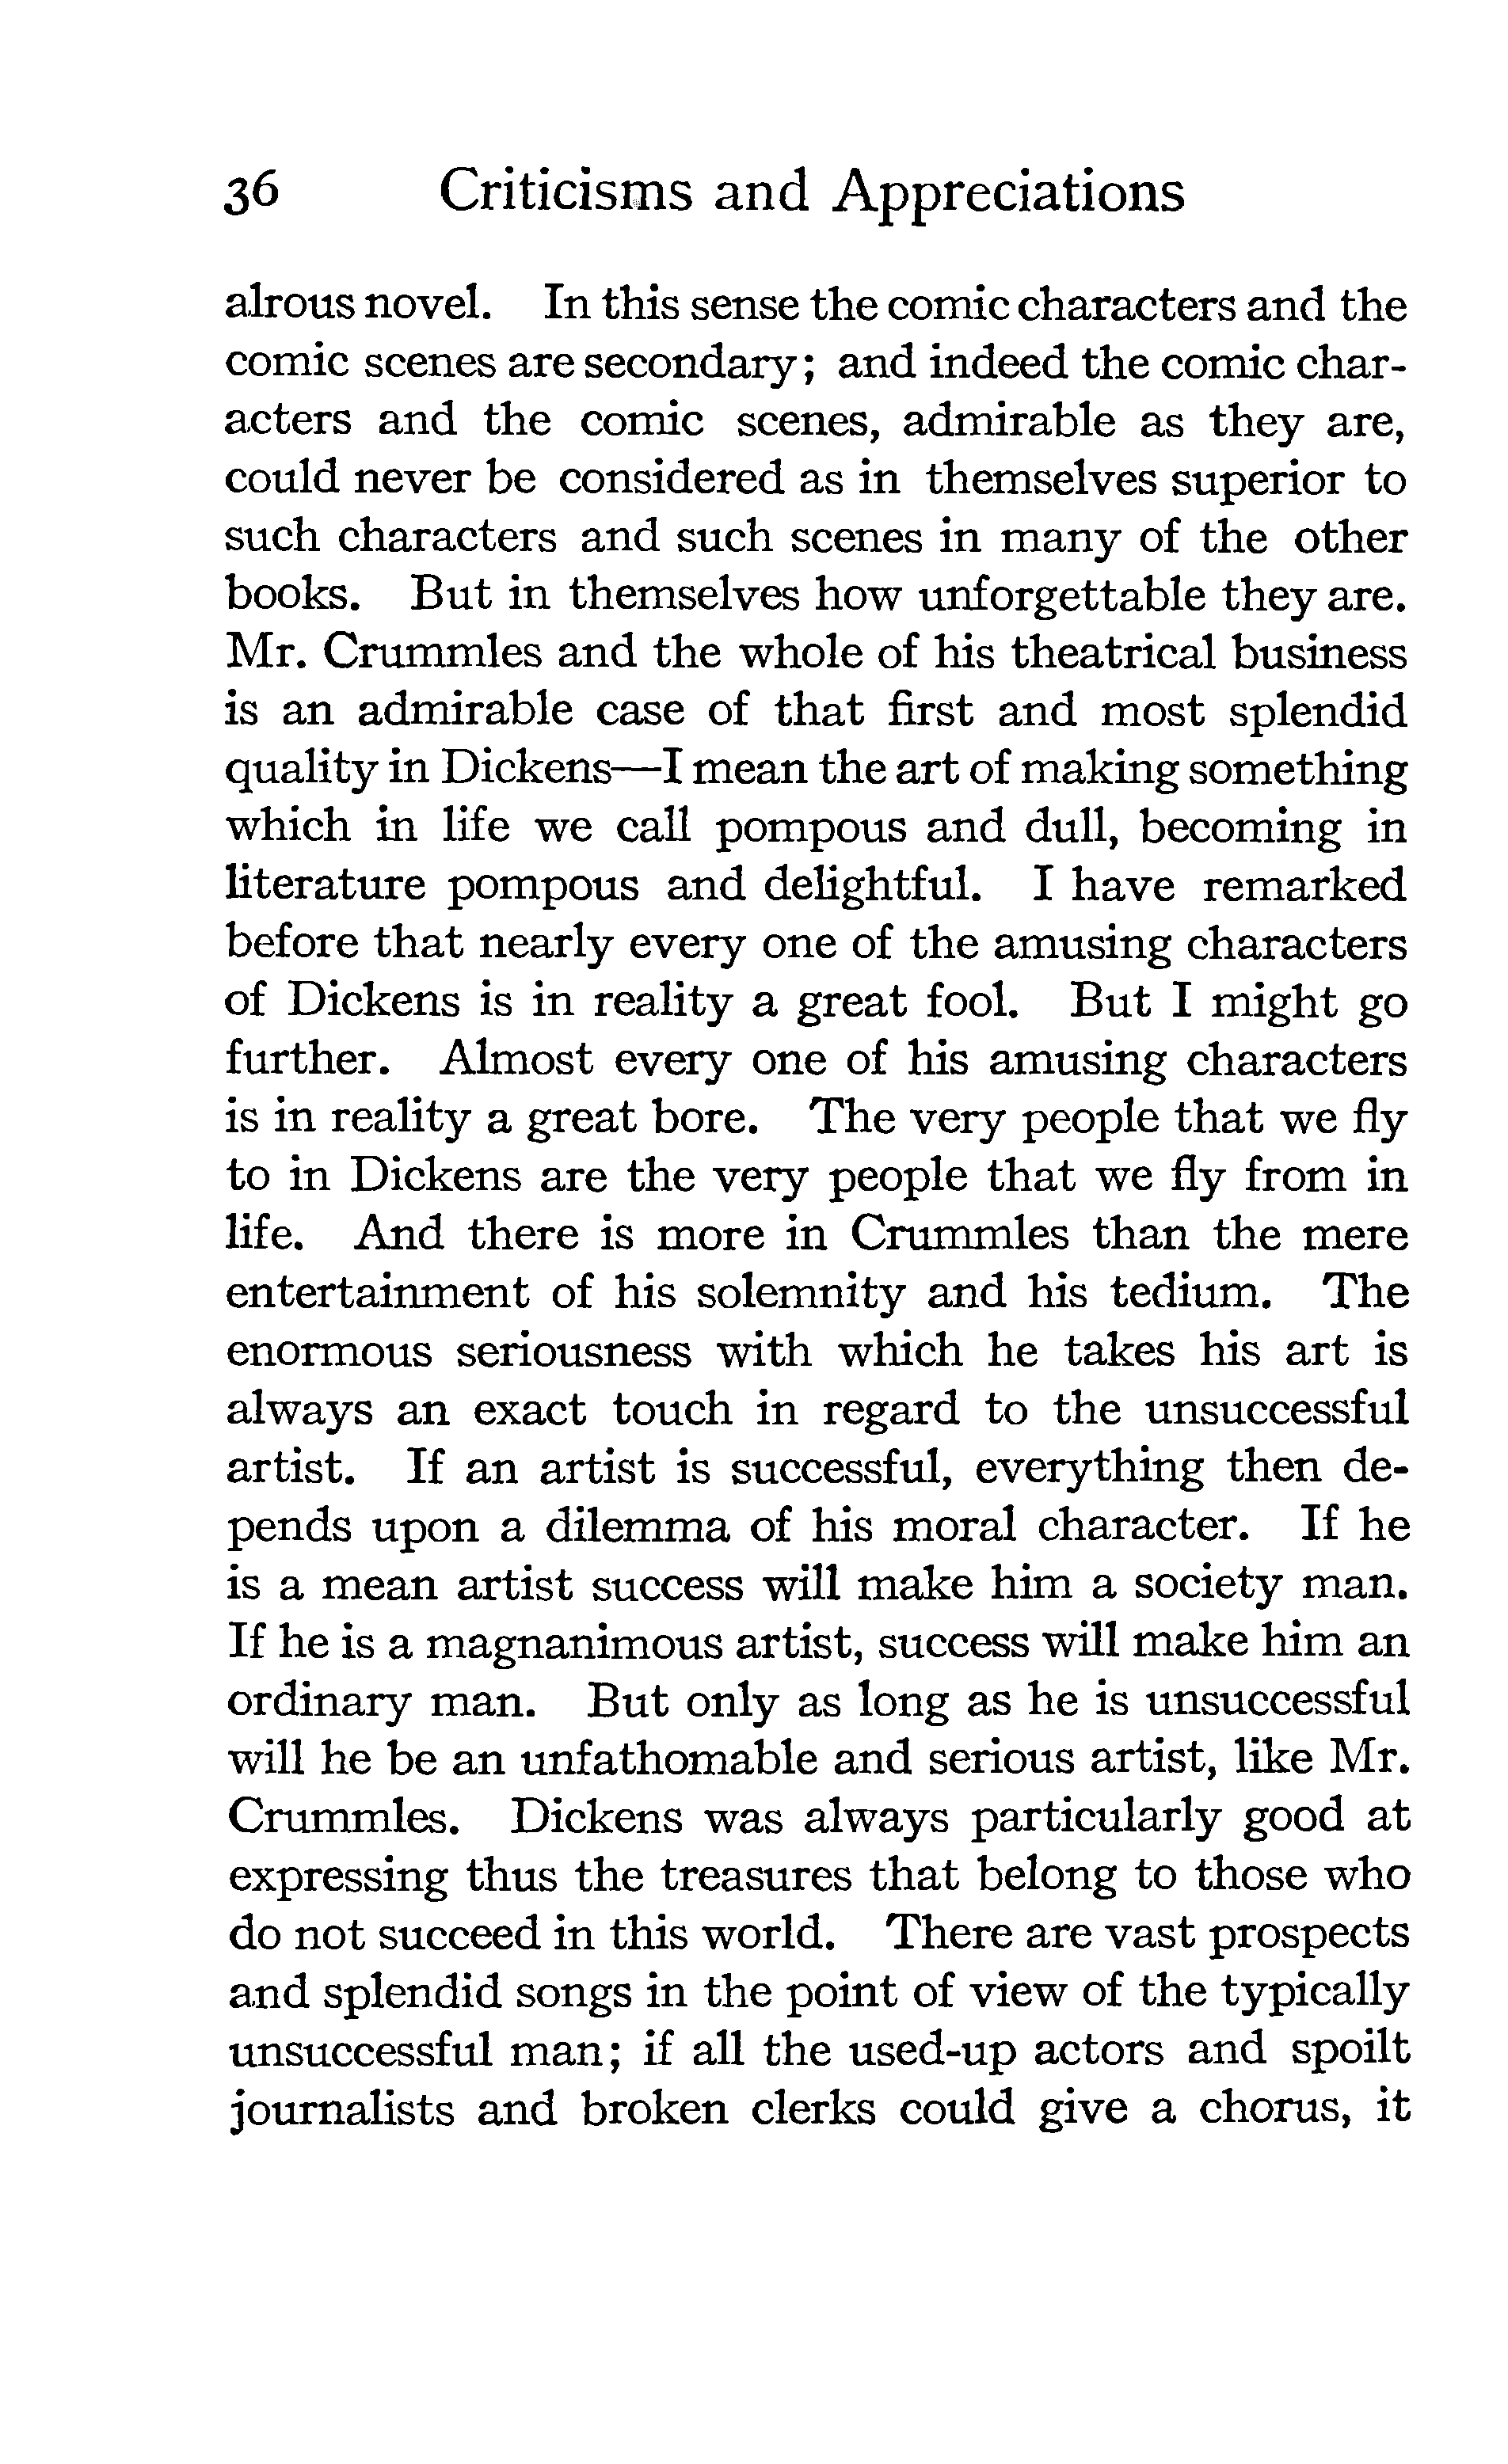 36 Criticisms and Appreciations
alrous novel. In this sense the comic characters and the
comic scenes are secondary; and indeed the comic char-
acters and the comic scenes, admirable as they are,
could never be considered as in themselves superior to
such characters and such scenes in many of the other
books. But in themselves how unforgettable they are.
Mr. Crummles and the whole of his theatrical business
is an admirable case of that first and most splendid
quality in Dickens—I mean the art of making something
which in life we call pompous and dull, becoming in
literature pompous and delightful. I have remarked
before that nearly every one of the amusing characters
of Dickens is in reality a great fool. But I might go
further. Almost every one of his amusing characters
is in reality a great bore. The very people that we fly
to in Dickens are the very people that we fly from in
life. And there is more in Crummles than the mere
entertainment of his solemnity and his tedium. The
enormous seriousness with which he takes his art is
always an exact touch in regard to the unsuccessful
artist. If an artist is successful, everything then de-
pends upon a dilemma of his moral character. If he
is a mean artist success will make him a society man.
If he is a magnanimous artist, success will make him an
ordinary man. But only as long as he is unsuccessful
will he be an unfathomable and serious artist, like Mr.
Crummles. Dickens was always particularly good at
expressing thus the treasures that belong to those who
do not succeed in this world. There are vast prospects
and splendid songs in the point of view of the typically
unsuccessful man; if all the used-up actors and spoilt
journalists and broken clerks could give a chorus, it